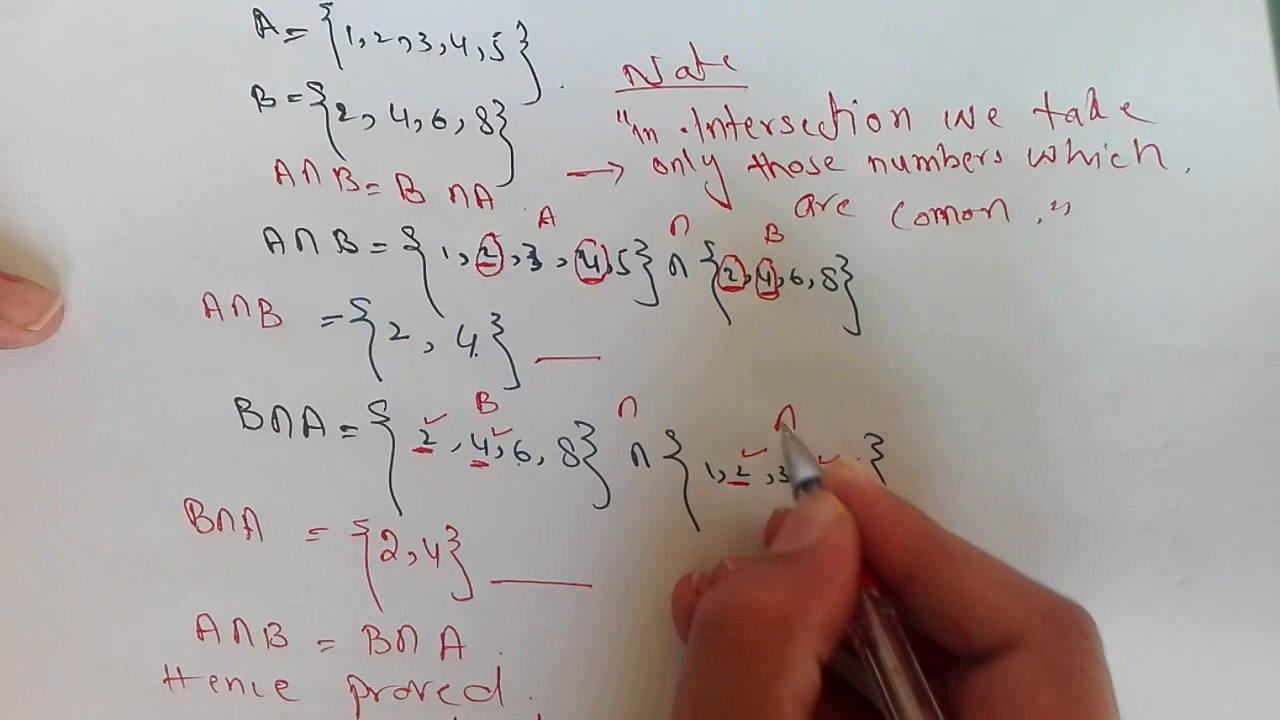 A = {1, 2, 3, 4, 5}
B = {2, 4, 6, 8}
Note
"in Intersection we take
A∩B = B∩A → only those numbers which
are comon."
A ∩ B
A∩B = {1, 2, 3, 4, 5} ∩ {2, 4, 6, 8}
A∩B = {2, 4}
B ∩
B∩A = {2, 4, 6, 8} ∩ {1, 2, 3 }
B∩A = {2, 4}
A∩B = B∩A
Hence proved.